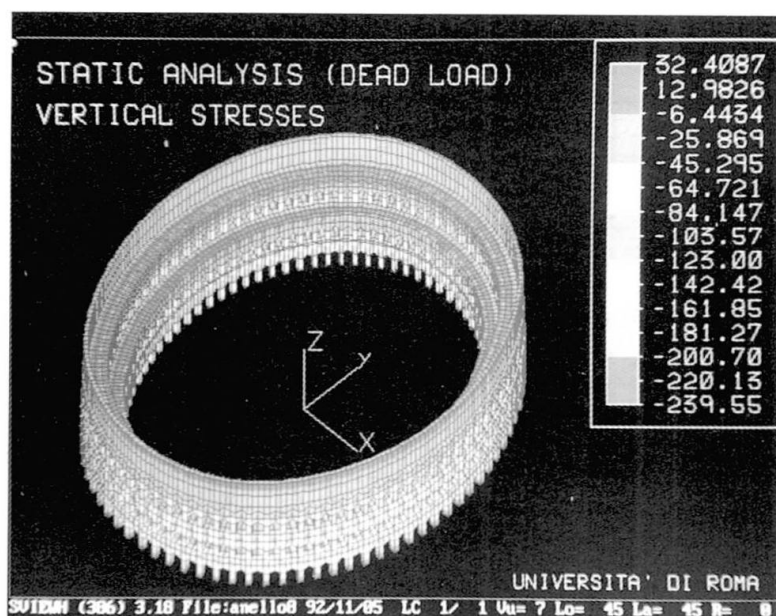 STATIC ANALYSIS (DEAD LOAD)
VERTICAL STRESSES
32.4087
12.9826
-6.4434
-25.869
-45.295
-64.721
-84.147
-103.57
-123.00
-142.42
-161.85
-181.27
-200.70
-220.13
-239.55
Z
Y
X
UNIVERSITA' DI ROMA
SVIEWH (386) 3.18 File:anello8 92/11/05 LC 1/ 1 Vu= 7 Lo= 45 La= 45 R=